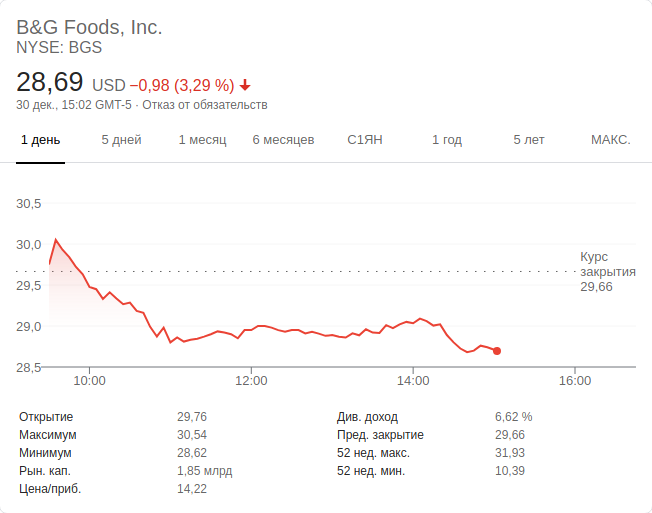 B&G Foods, Inc.
NYSE: BGS
28,69 USD −0,98 (3,29 %)
30 дек., 15:02 GMT-5 · Отказ от обязательств
1 день 5 дней 1 месяц 6 месяцев С1ЯН 1 год 5 лет МАКС.
30,5
30,0
29,5
29,0
28,5
Курс
закрытия
29,66
10:00 12:00 14:00 16:00
Открытие 29,76 Див. доход 6,62 %
Максимум 30,54 Пред. закрытие 29,66
Минимум 28,62 52 нед. макс. 31,93
Рын. кап. 1,85 млрд 52 нед. мин. 10,39
Цена/приб. 14,22